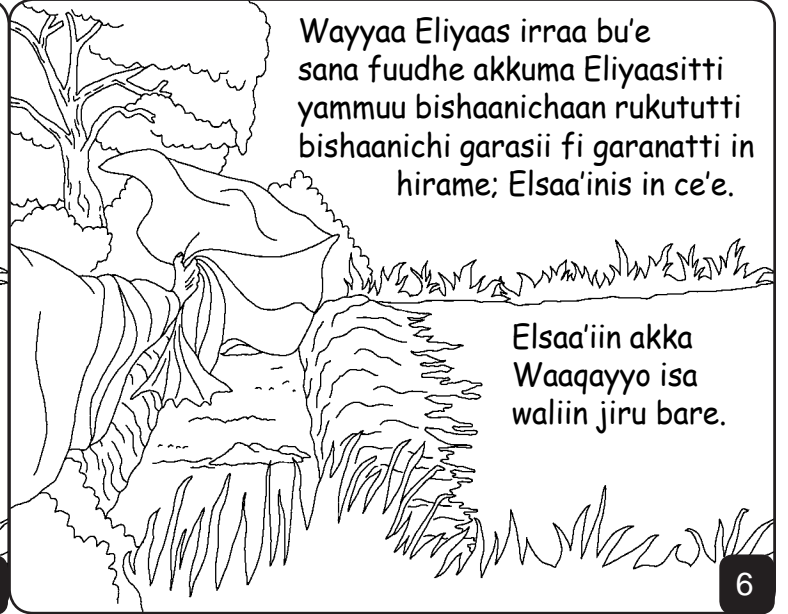 Wayyaa Eliyaas irraa bu'e
sana fuudhe akkuma Eliyaasitti
yammuu bishaanichaan rukututti
bishaanichi garasii fi garanatti in
hirame; Elsaa'inis in ce'e.
Elsaa'iin akka
Waaqayyo isa
waliin jiru bare.
6